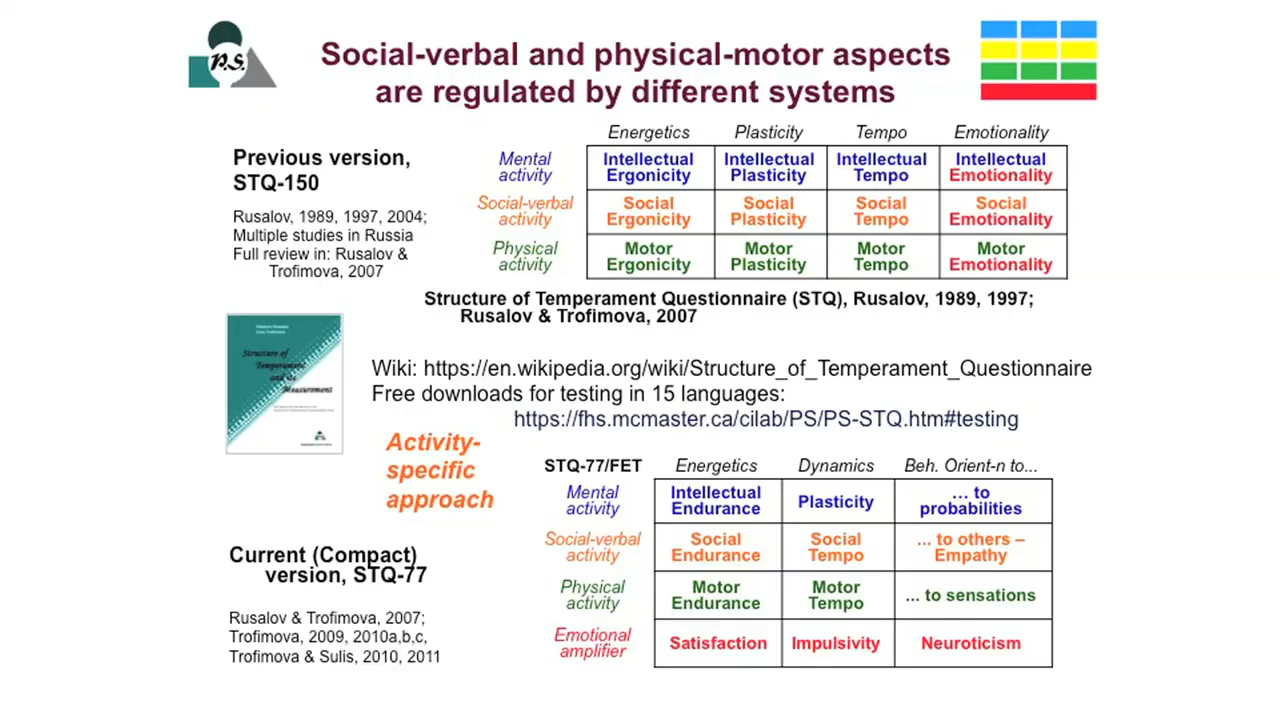 P.S.
Social-verbal and physical-motor aspects
are regulated by different systems
Previous version,
STQ-150
Rusalov, 1989, 1997, 2004;
Multiple studies in Russia
Full review in: Rusalov &
Trofimova, 2007
Energetics Plasticity Tempo Emotionality
Mental activity
Intellectual Ergonicity
Intellectual Plasticity
Intellectual Tempo
Intellectual Emotionality
Social-verbal activity
Social Ergonicity
Social Plasticity
Social Tempo
Social Emotionality
Physical activity
Motor Ergonicity
Motor Plasticity
Motor Tempo
Motor Emotionality
Structure of Temperament Questionnaire (STQ), Rusalov, 1989, 1997;
Rusalov & Trofimova, 2007
Structure of
Temperament
and its
Measurement
Wiki: https://en.wikipedia.org/wiki/Structure_of_Temperament_Questionnaire
Free downloads for testing in 15 languages:
https://fhs.mcmaster.ca/cilab/PS/PS-STQ.htm#testing
Activity-
specific
approach
Current (Compact)
version, STQ-77
Rusalov & Trofimova, 2007;
Trofimova, 2009, 2010a,b,c,
Trofimova & Sulis, 2010, 2011
STQ-77/FET Energetics Dynamics Beh. Orient-n to...
Mental activity
Intellectual Endurance
Plasticity
... to probabilities
Social-verbal activity
Social Endurance
Social Tempo
... to others – Empathy
Physical activity
Motor Endurance
Motor Tempo
... to sensations
Emotional amplifier
Satisfaction
Impulsivity
Neuroticism